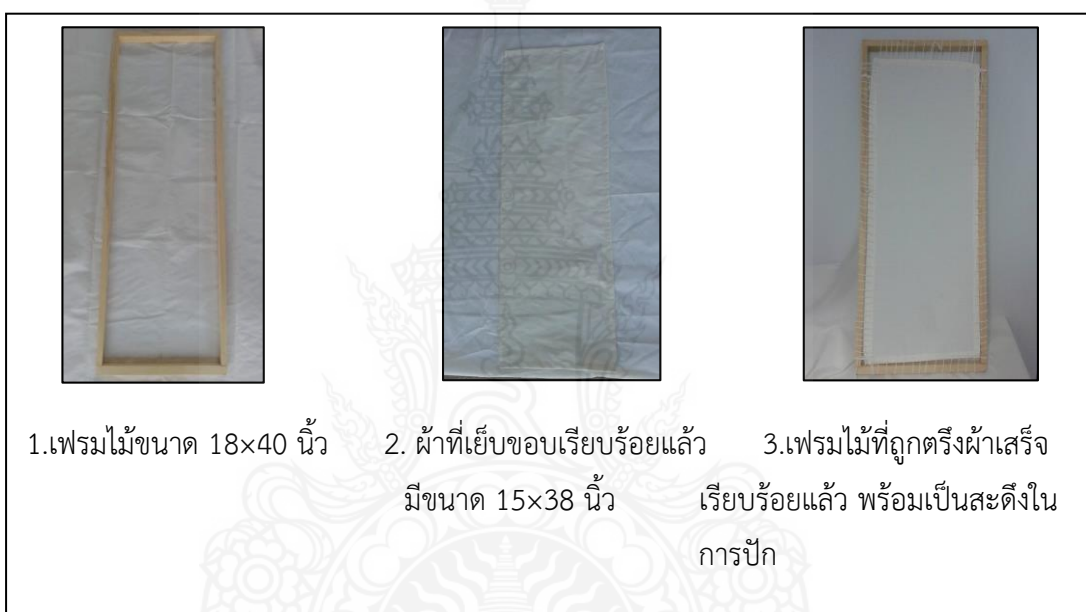 1.เฟรมไม้ขนาด 18×40 นิ้ว
2. ผ้าที่เย็บขอบเรียบร้อยแล้ว
มีขนาด 15×38 นิ้ว
3.เฟรมไม้ที่ถูกตรึงผ้าเสร็จ
เรียบร้อยแล้ว พร้อมเป็นสะดึงใน
การปัก